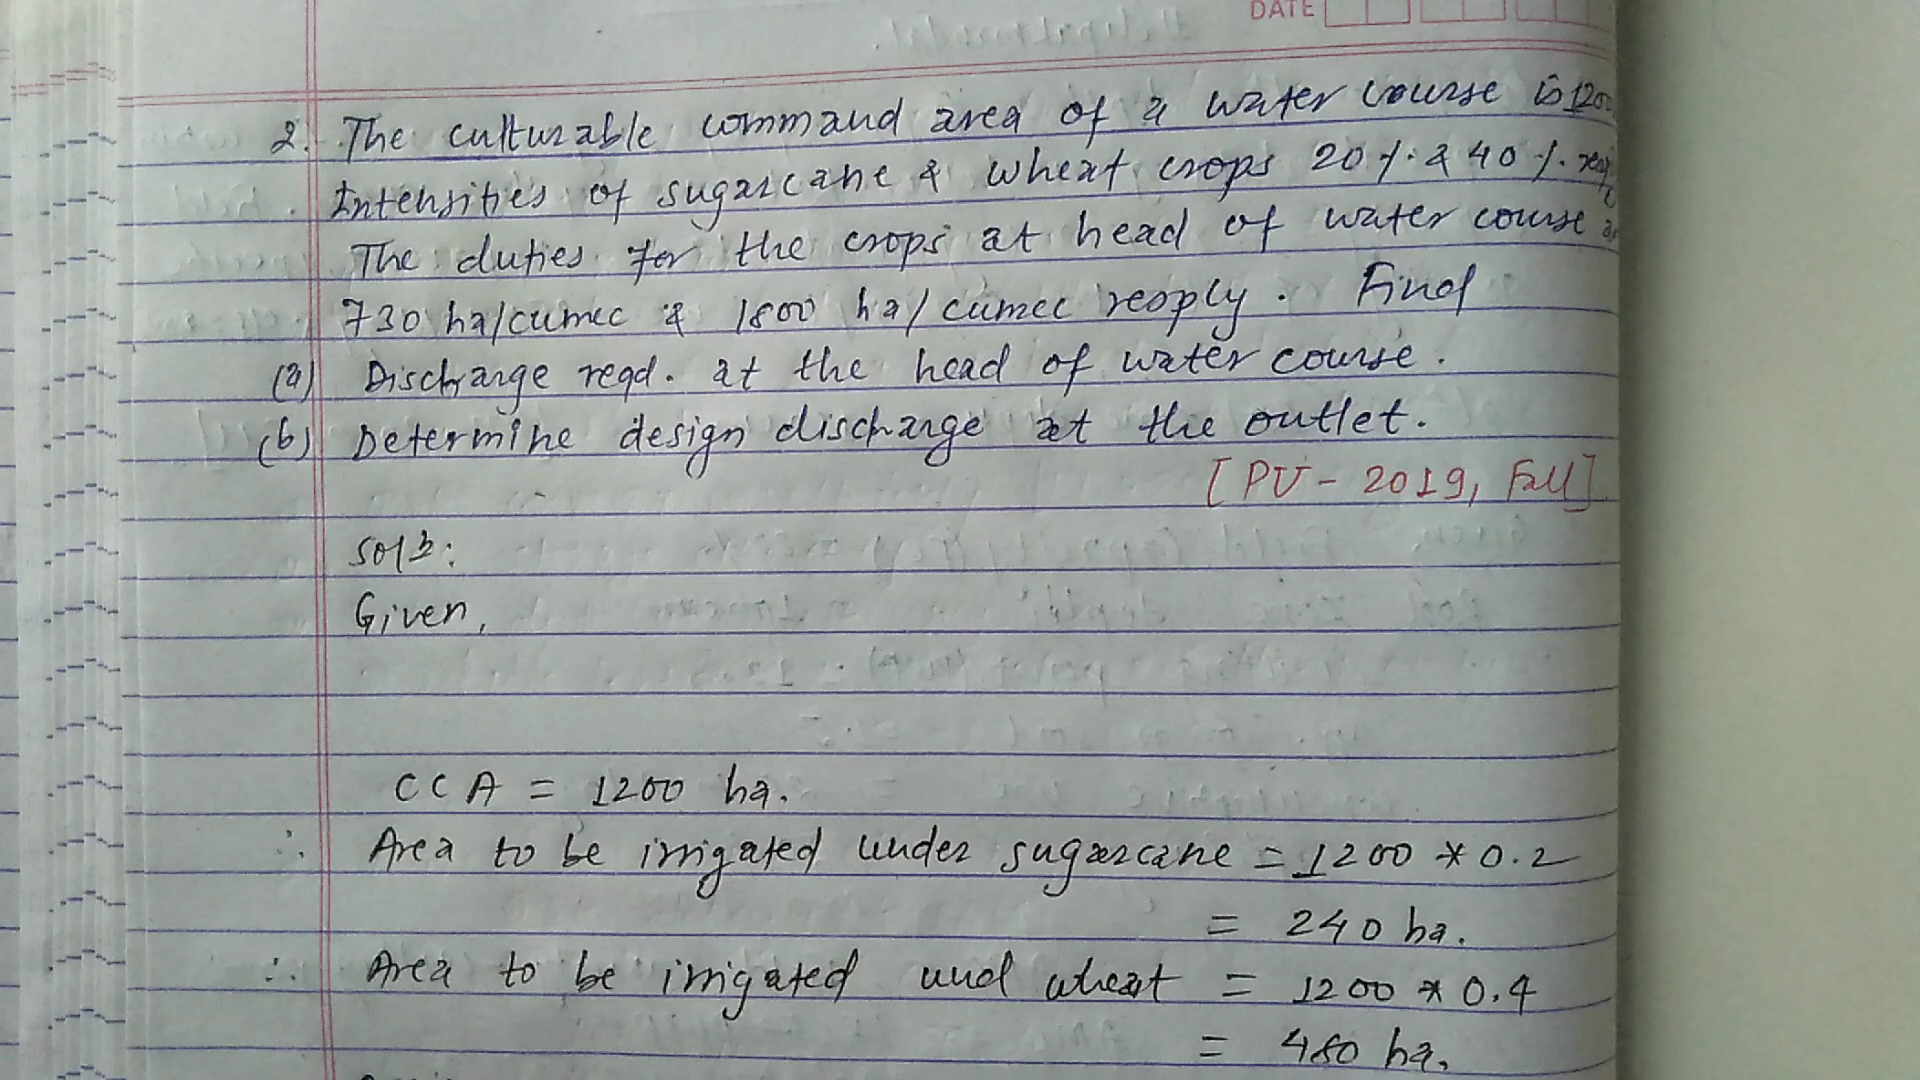 DATE
2. The culturable command area of a water course is 1200
Intensities of sugarcane & wheat crops 20 %. & 40 %.
The duties for the crops at head of water course
730 ha/cumec & 1800 ha/cumec resply. Find
(a) Discharge reqd. at the head of water course.
(b) Determine design discharge at the outlet.
[PU - 2019, Fall]
Soln:
Given,
CCA = 1200 ha.
∴ Area to be irrigated under sugarcane = 1200 * 0.2
= 240 ha.
∴ Area to be irrigated und wheat = 1200 * 0.4
= 480 ha.